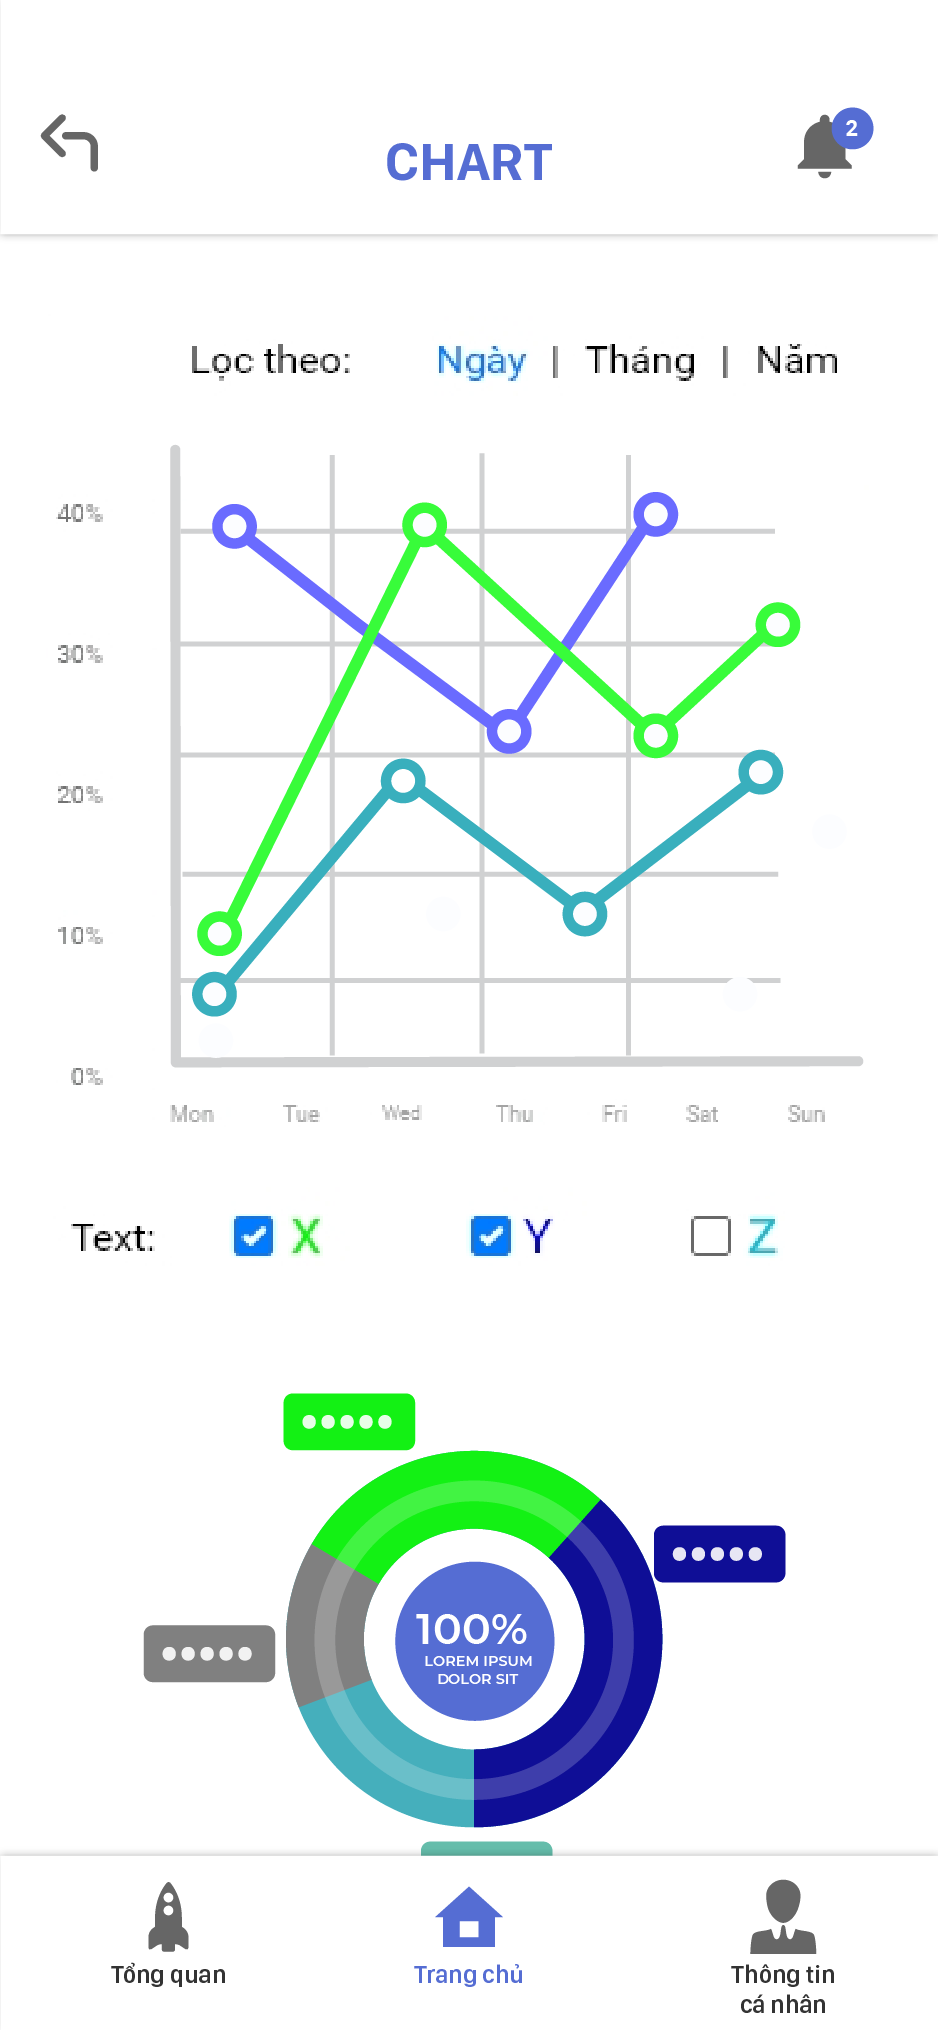 CHART
2
Lọc theo: Ngày | Tháng | Năm
40%
30%
20%
10%
0%
Mon Tue Wed Thu Fri Sat Sun
Text: X Y Z
100%
LOREM IPSUM
DOLOR SIT
Tổng quan Trang chủ Thông tin
cá nhân